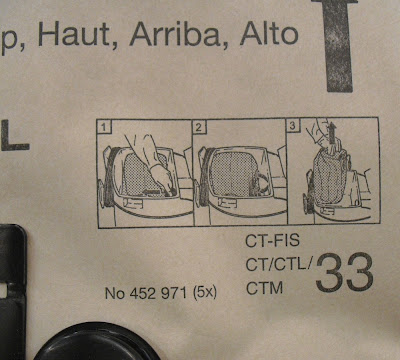 p, Haut, Arriba, Alto
L
1 2 3
CT-FIS
CT/CTL/ 33
No 452 971 (5x) CTM